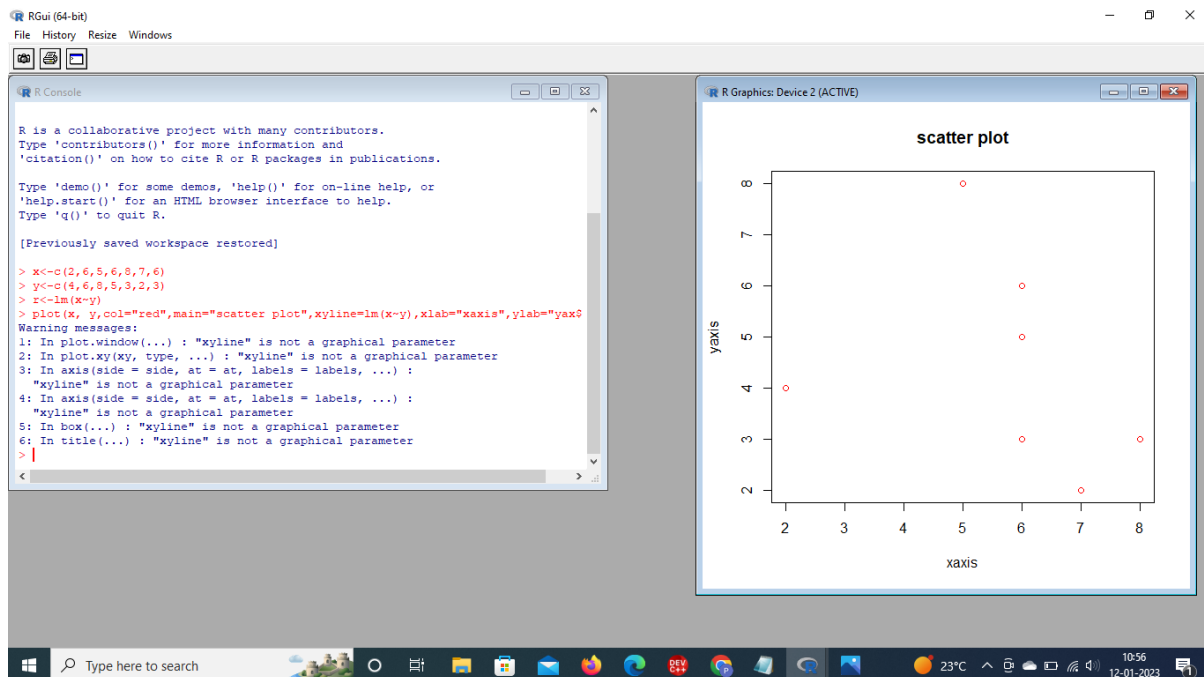 RGui (64-bit)
File History Resize Windows
R Console
R is a collaborative project with many contributors.
Type 'contributors()' for more information and
'citation()' on how to cite R or R packages in publications.
Type 'demo()' for some demos, 'help()' for on-line help, or
'help.start()' for an HTML browser interface to help.
Type 'q()' to quit R.
[Previously saved workspace restored]
> x<-c(2,6,5,6,8,7,6)
> y<-c(4,6,8,5,3,2,3)
> r<-lm(x~y)
> plot(x, y,col="red",main="scatter plot",xyline=lm(x~y),xlab="xaxis",ylab="yax$
Warning messages:
1: In plot.window(...) : "xyline" is not a graphical parameter
2: In plot.xy(xy, type, ...) : "xyline" is not a graphical parameter
3: In axis(side = side, at = at, labels = labels, ...) :
"xyline" is not a graphical parameter
4: In axis(side = side, at = at, labels = labels, ...) :
"xyline" is not a graphical parameter
5: In box(...) : "xyline" is not a graphical parameter
6: In title(...) : "xyline" is not a graphical parameter
>
R Graphics: Device 2 (ACTIVE)
scatter plot
8
7
6
5
4
3
2
yaxis
2 3 4 5 6 7 8
xaxis
Type here to search
DEV C++
23°C
10:56
12-01-2023
1